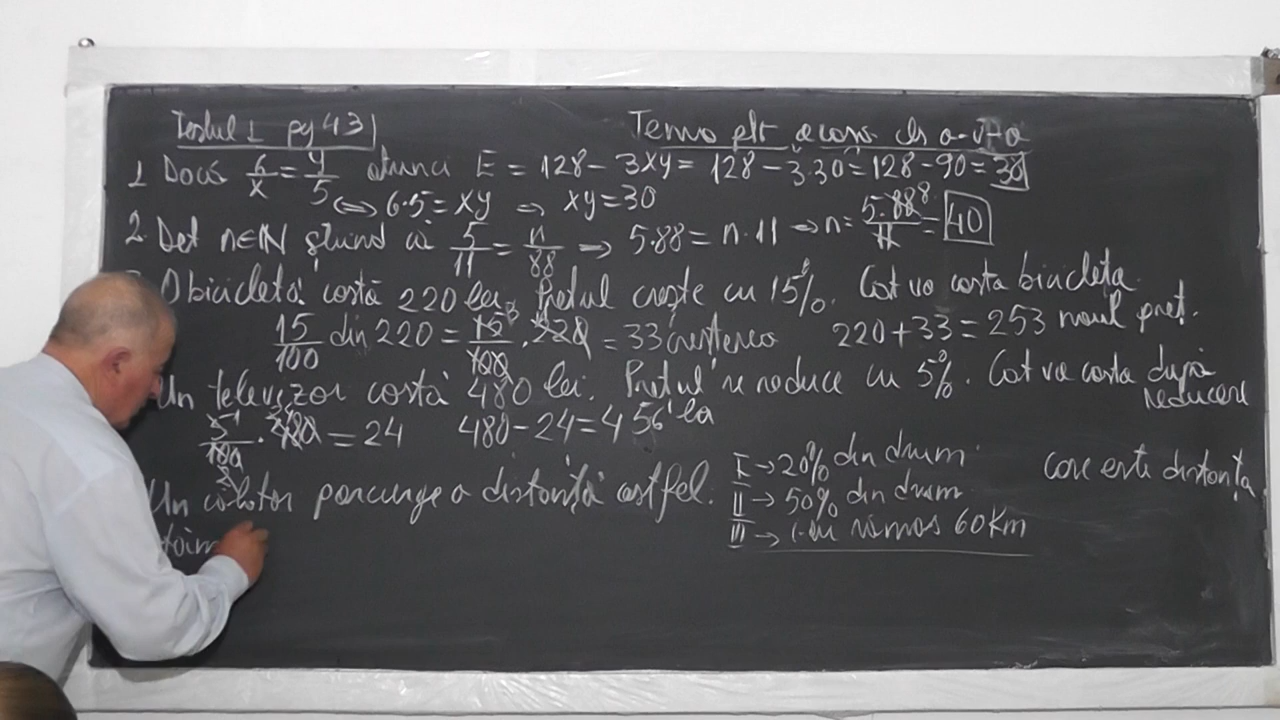 Testul 1 pg 43
Tema pt acasă cls a-VI-a
1 Dacă 6/x = y/5 atunci E = 128 - 3xy = 128 - 3·30 = 128 - 90 = 38
⇔ 6·5 = xy ⇒ xy = 30
2 Det n∈N știind că 5/11 = n/88 ⇒ 5·88 = n·11 ⇒ n = 5·88 8/11 = 40
O bicicletă costă 220 lei. Prețul crește cu 15%. Cât va costa bicicleta
15/100 din 220 = 15/100 · 220 = 33 creșterea 220 + 33 = 253 noul preț.
Un televizor costă 480 lei. Prețul se reduce cu 5%. Cât va costa după
reducere
5/100 · 480 = 24 480 - 24 = 456 lei
Un călător parcurge o distanță astfel. I → 20% din drum care este distanța
II → 50% din drum
III → i-au rămas 60 Km